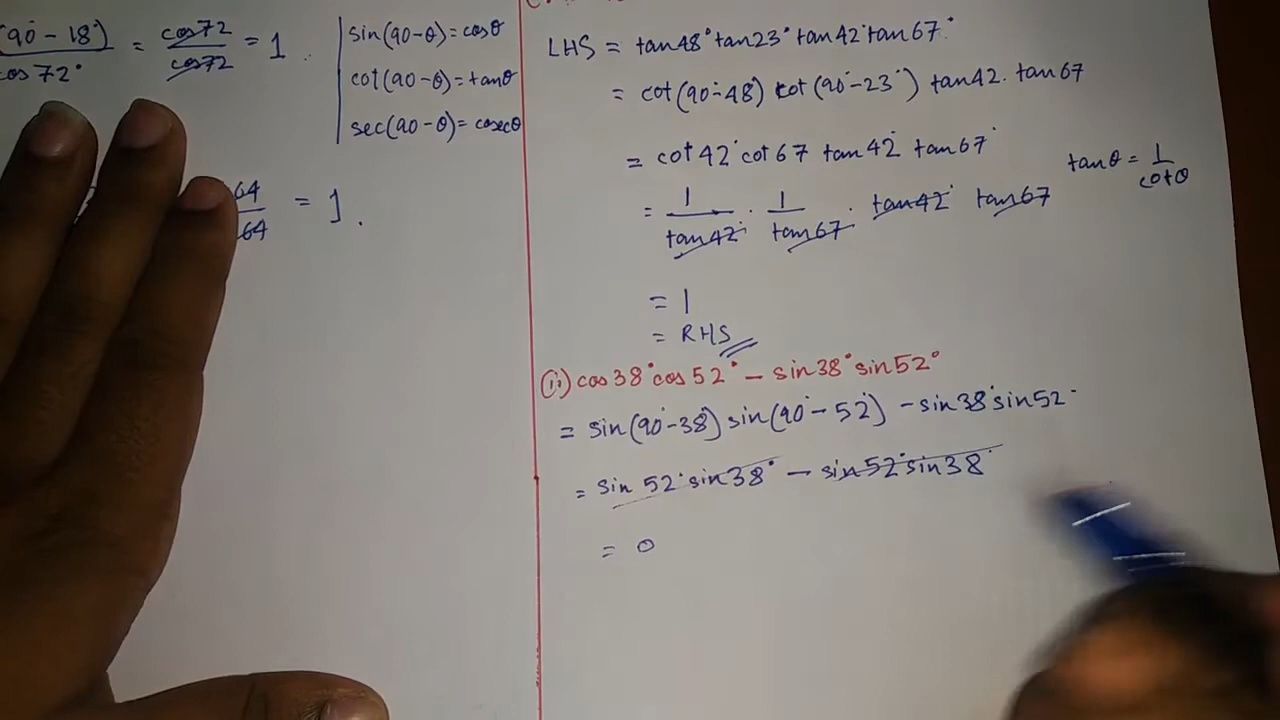 (90° - 18°) / cos 72° = cos72 / cos72 = 1.
sin(90-θ) = cosθ
cot(90-θ) = tanθ
sec(90-θ) = cosecθ
64 / 64 = 1.
LHS = tan48° tan23° tan42° tan67°
= cot(90°-48°) cot(90°-23°) tan42. tan67
= cot42° cot67 tan42° tan67°
tanθ = 1 / cotθ
= 1 / tan42° · 1 / tan67 · tan42° tan67
= 1
= RHS
(ii) cos38° cos52° - sin38° sin52°
= sin(90°-38°) sin(90°-52°) - sin38° sin52°
= sin 52° sin38° - sin52° sin38°
= 0